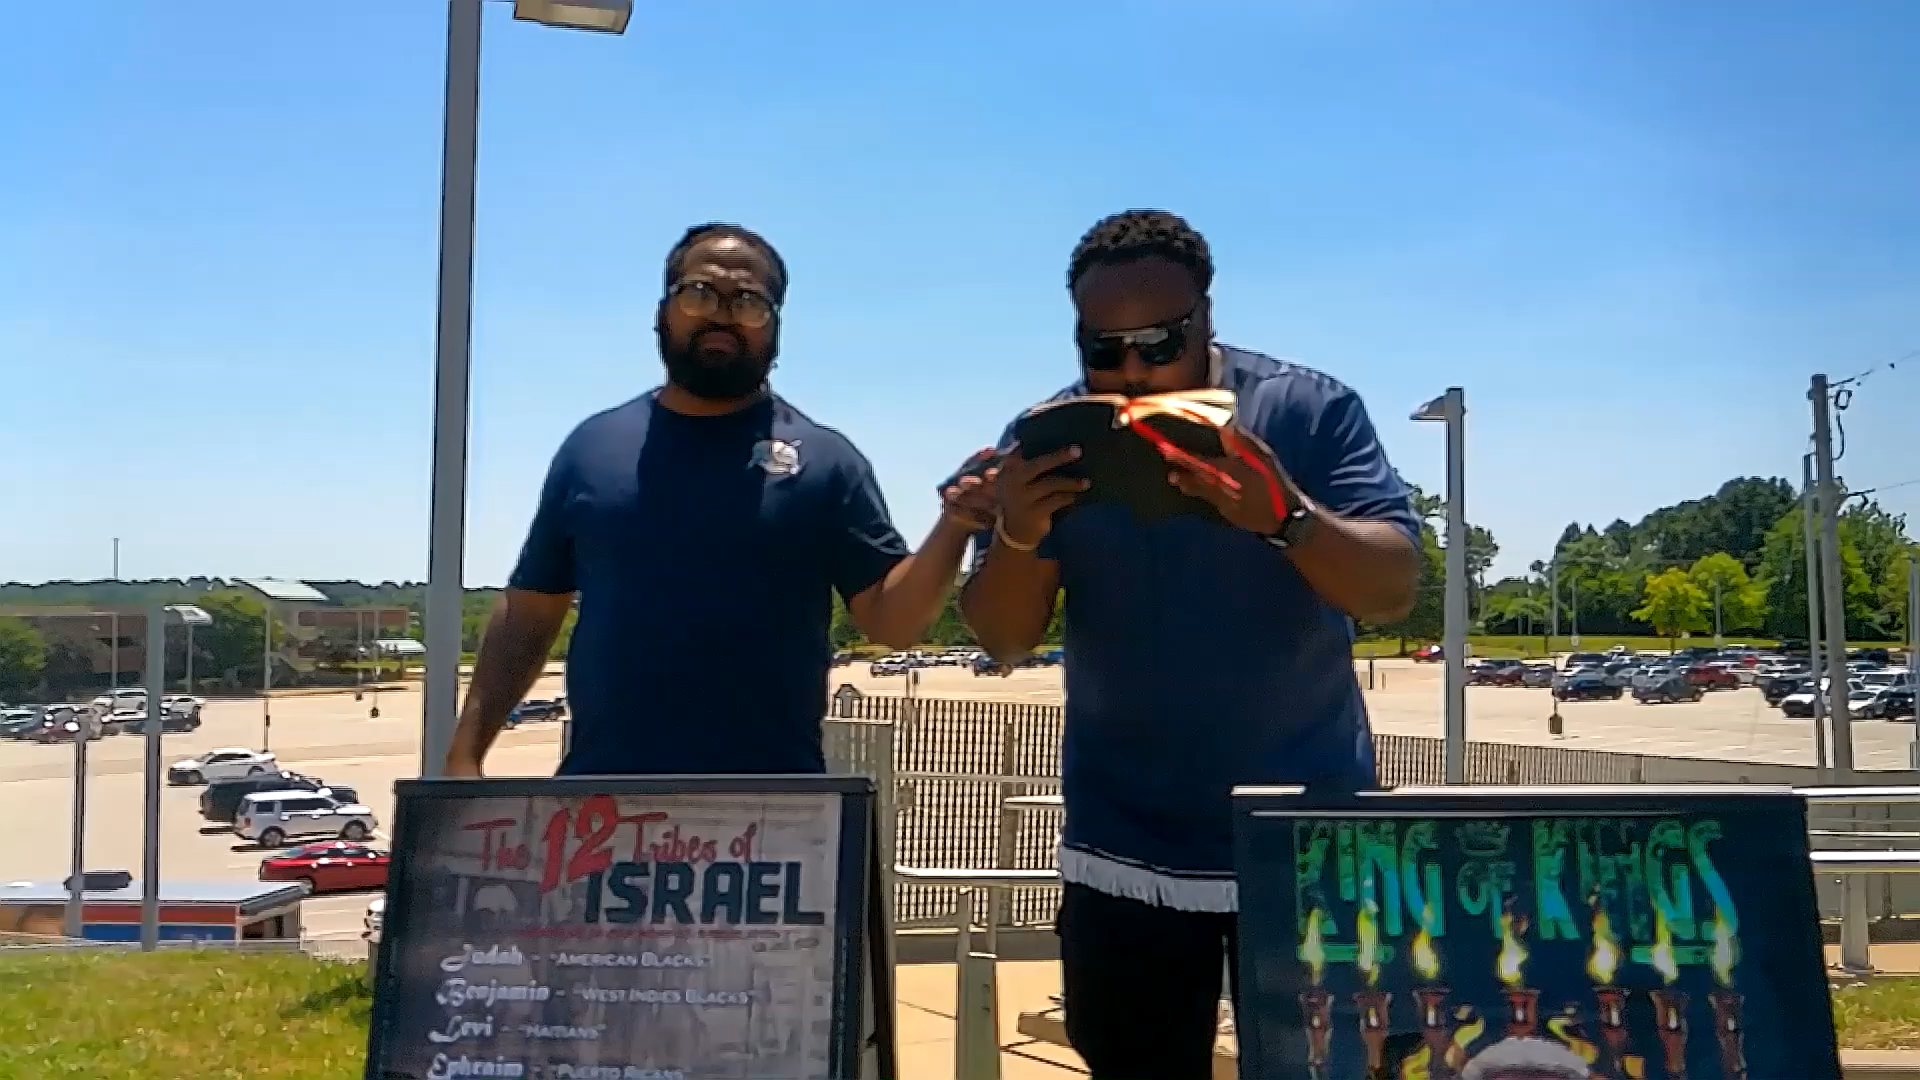 The 12 Tribes of
ISRAEL
Judah - "AMERICAN BLACKS"
Benjamin - "WEST INDIES BLACKS"
Levi - "HAITIANS"
Ephraim - "PUERTO RICANS"
KING OF KINGS